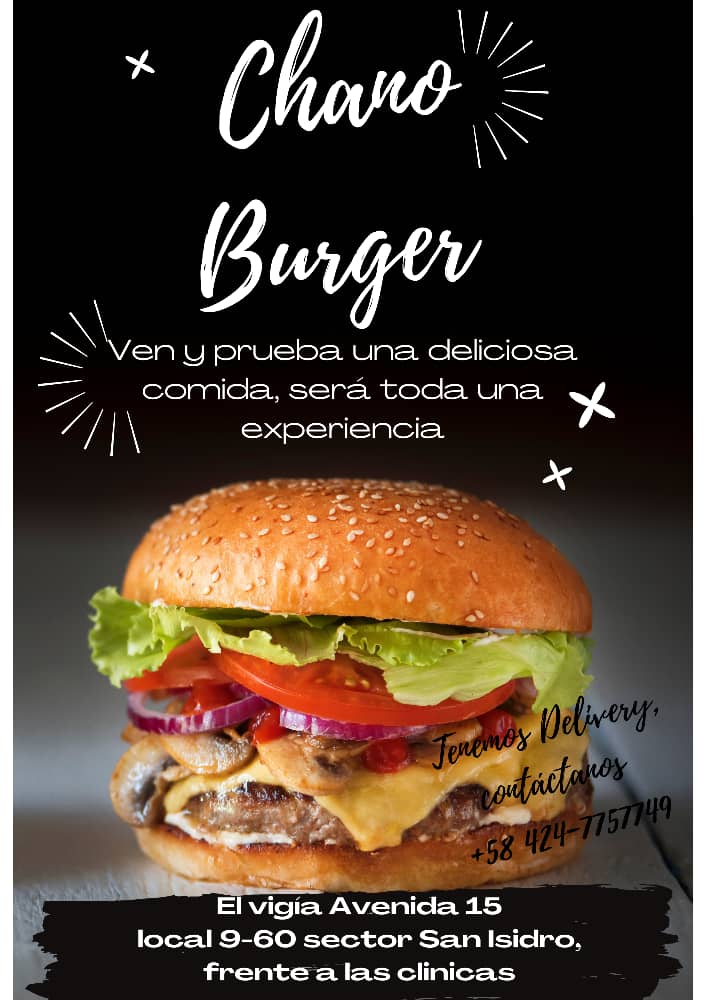 Chano
Burger
Ven y prueba una deliciosa
comida, será toda una
experiencia
Tenemos Delivery,
contáctanos
+58 424-7757749
El vigía Avenida 15
local 9-60 sector San Isidro,
frente a las clinicas